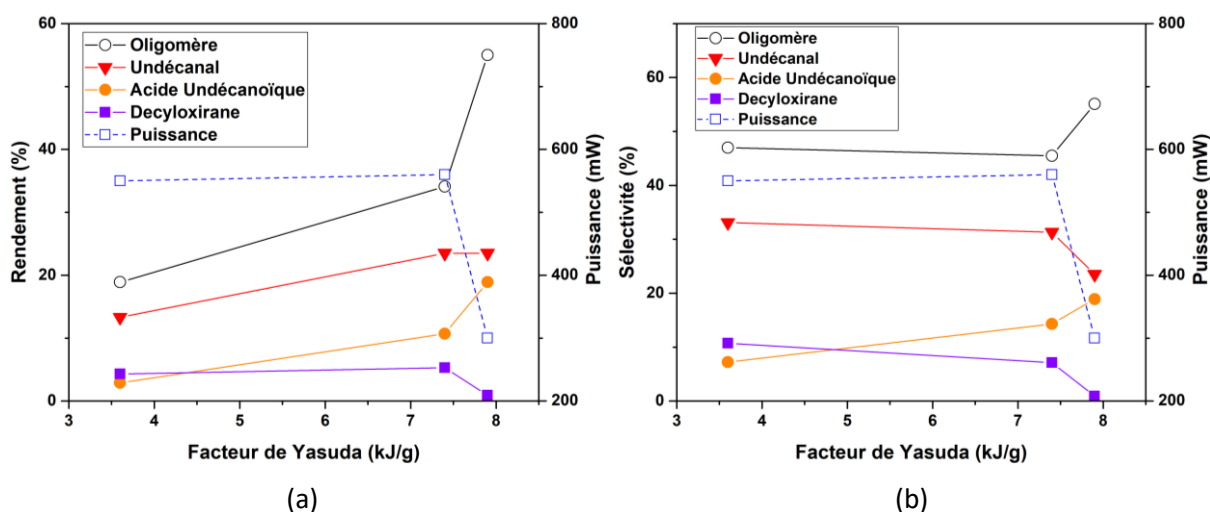 60
40
20
0
800
600
400
200
Rendement (%)
Puissance (mW)
Oligomère
Undécanal
Acide Undécanoïque
Decyloxirane
Puissance
3 4 5 6 7 8
Facteur de Yasuda (kJ/g)
(a)
60
40
20
0
800
600
400
200
Sélectivité (%)
Puissance (mW)
Oligomère
Undécanal
Acide Undécanoïque
Decyloxirane
Puissance
3 4 5 6 7 8
Facteur de Yasuda (kJ/g)
(b)